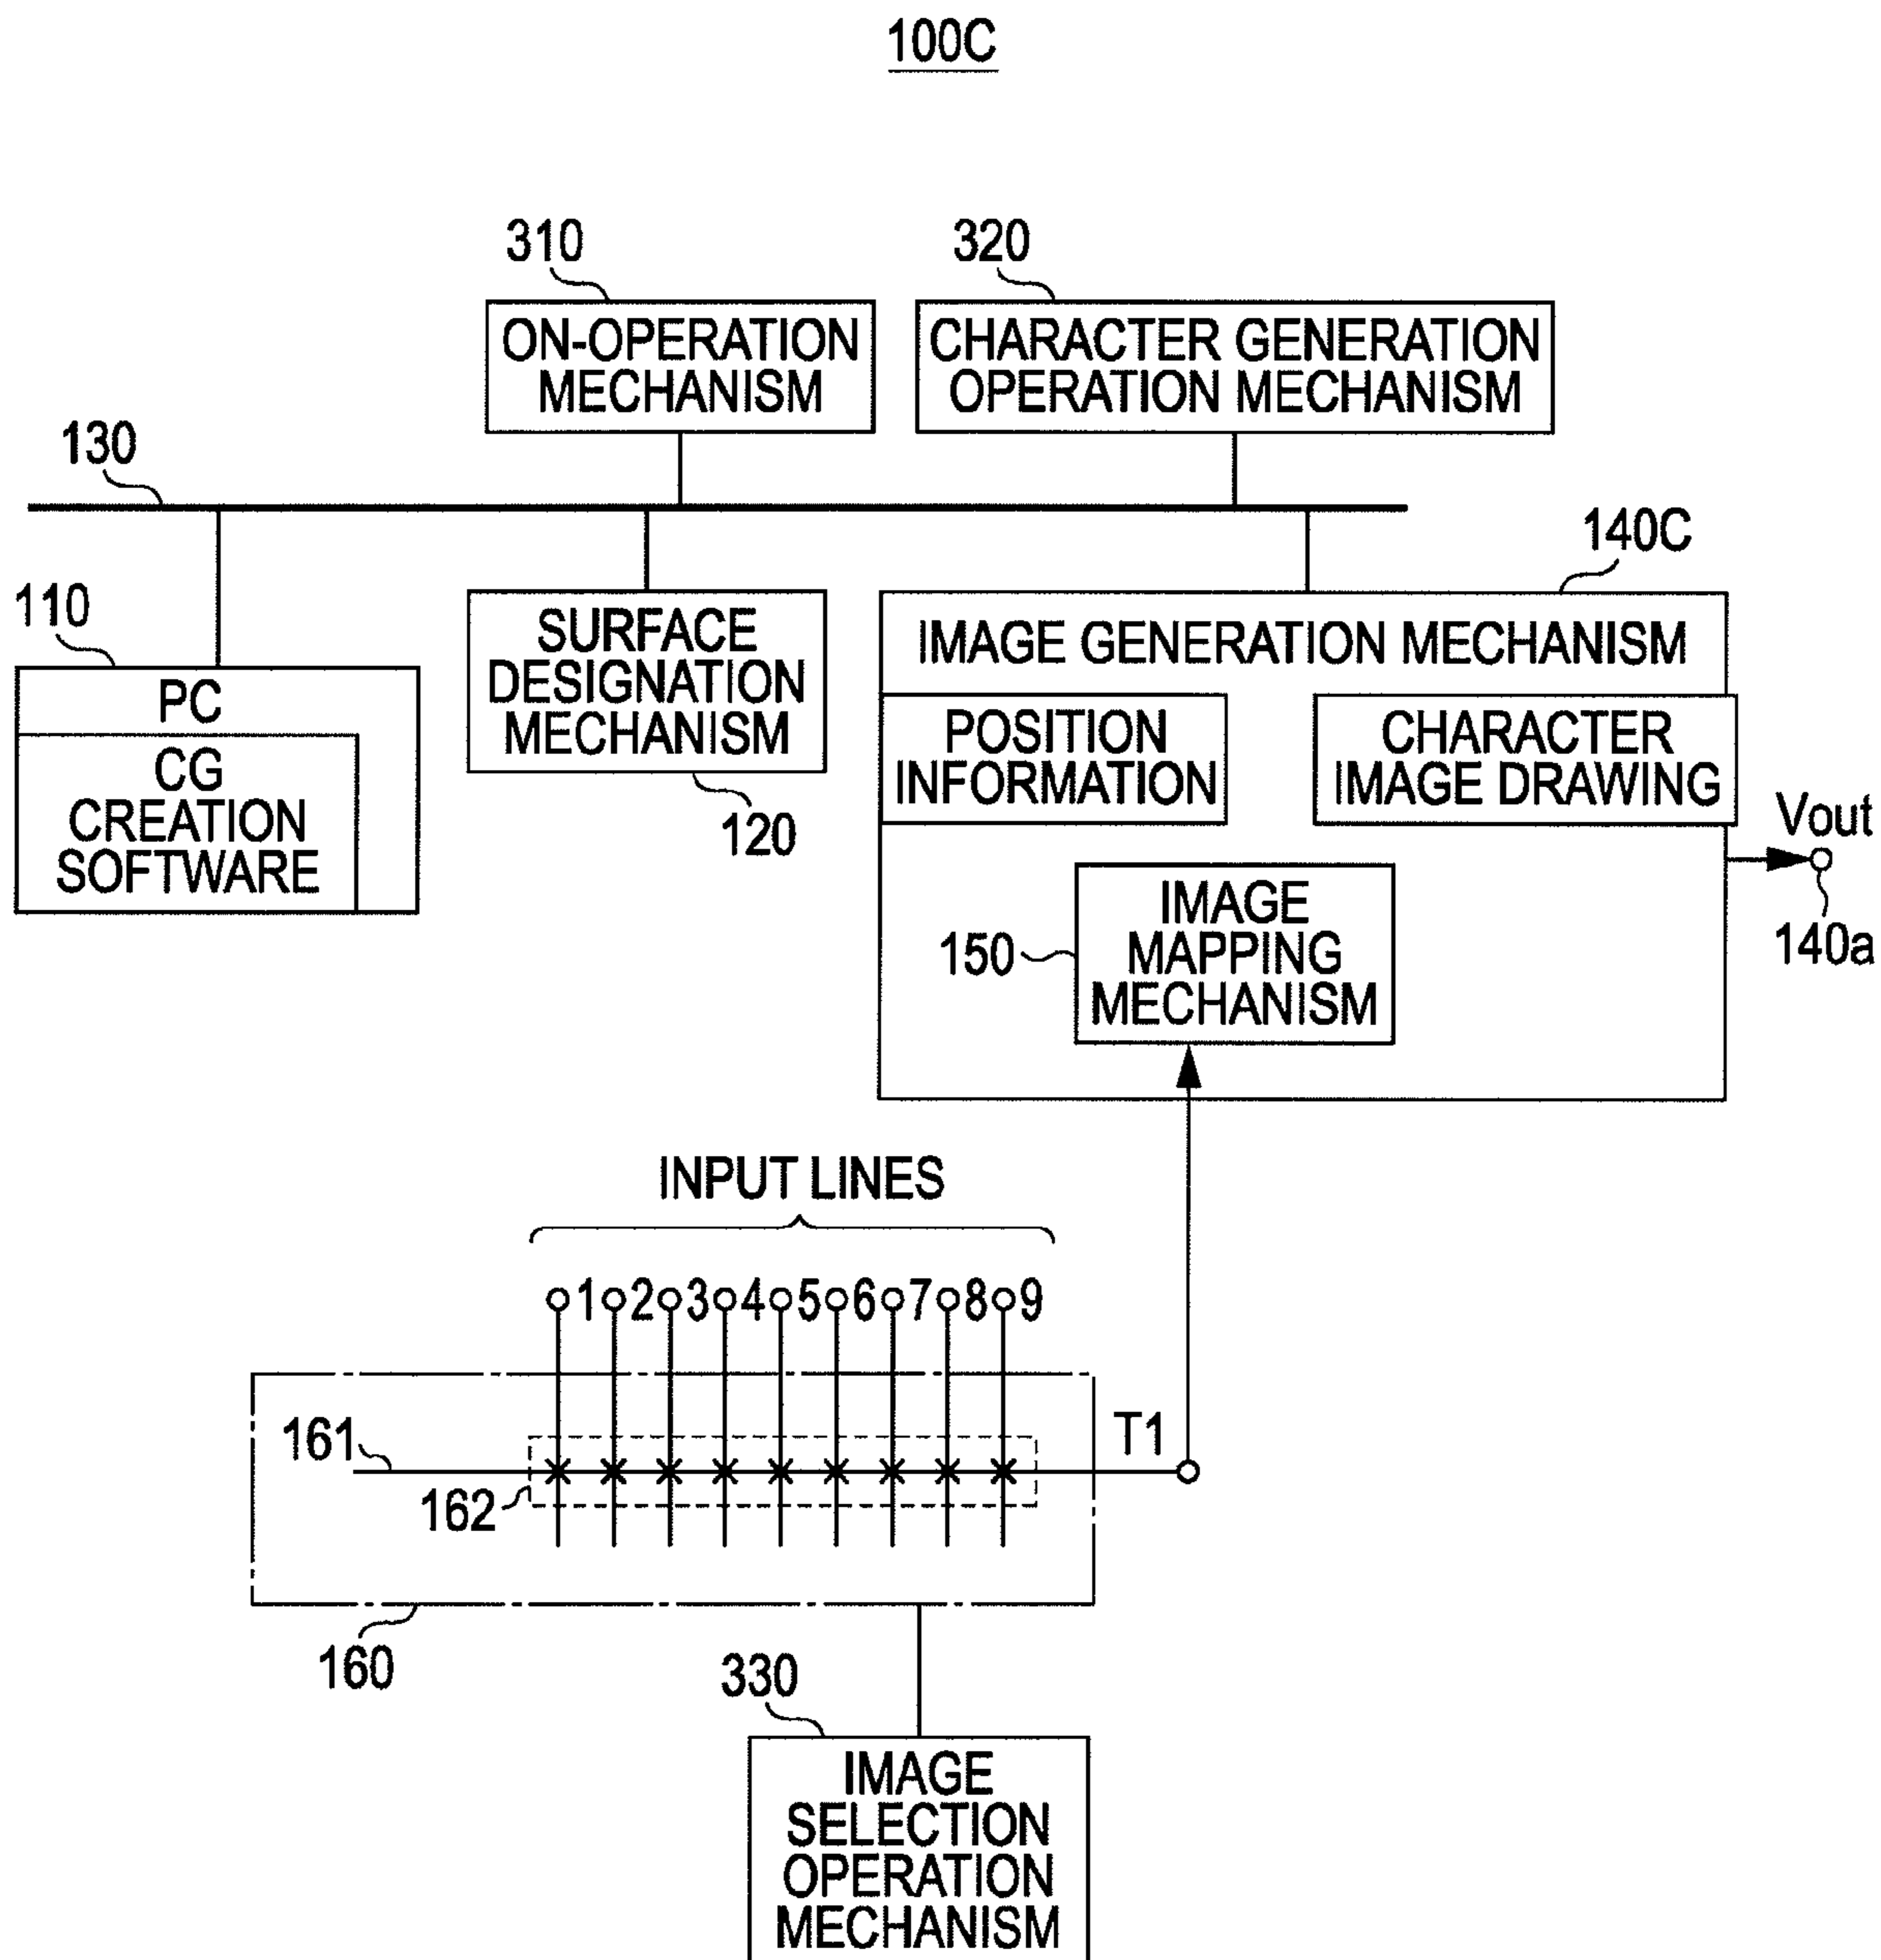 100C
310
320
ON-OPERATION
MECHANISM
CHARACTER GENERATION
OPERATION MECHANISM
130
140C
110
PC
CG
CREATION
SOFTWARE
SURFACE
DESIGNATION
MECHANISM
120
IMAGE GENERATION MECHANISM
POSITION
INFORMATION
CHARACTER
IMAGE DRAWING
Vout
140a
150
IMAGE
MAPPING
MECHANISM
INPUT LINES
1 2 3 4 5 6 7 8 9
161
T1
162
160
330
IMAGE
SELECTION
OPERATION
MECHANISM